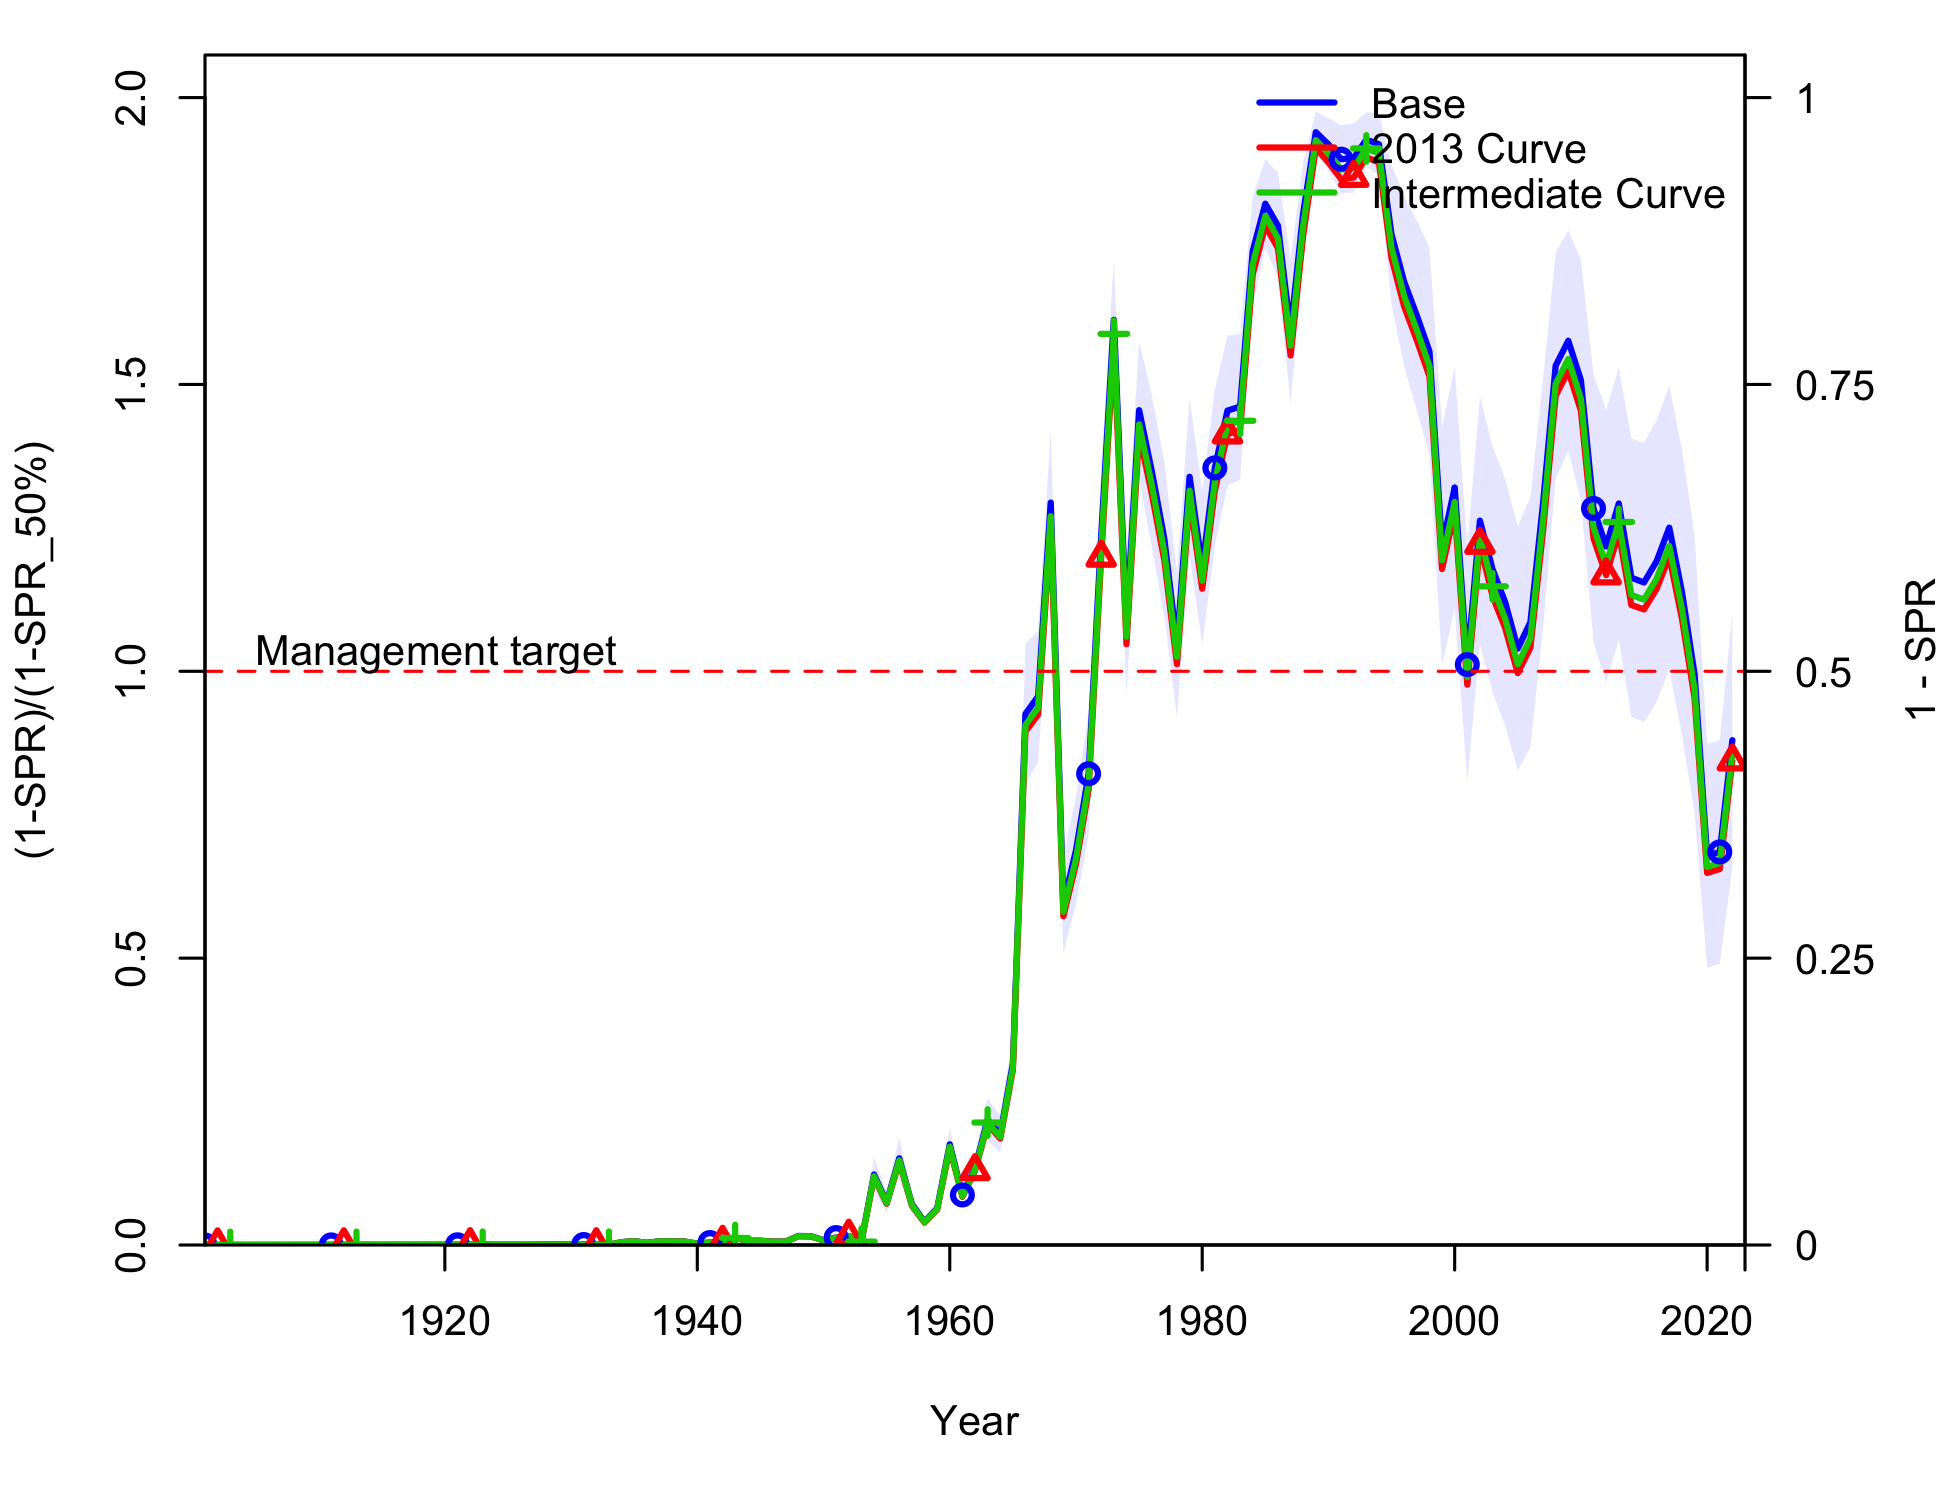 Base
2013 Curve
Intermediate Curve
Management target
(1-SPR)/(1-SPR_50%)
0.0
0.5
1.0
1.5
2.0
1 - SPR
0
0.25
0.5
0.75
1
1920
1940
1960
1980
2000
2020
Year